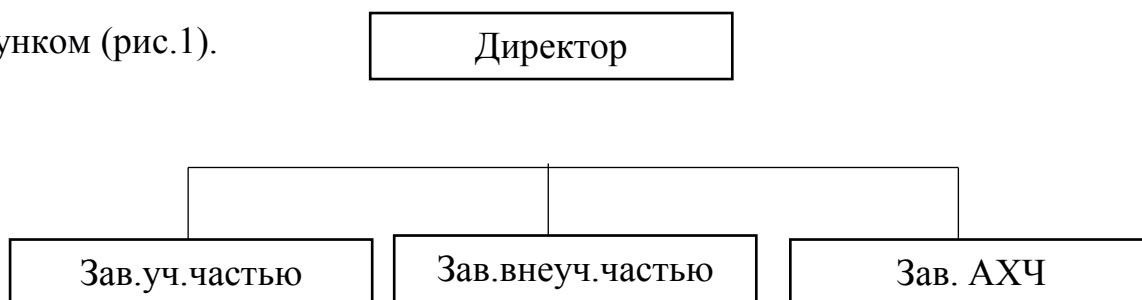 унком (рис.1).
Директор
Зав.уч.частью
Зав.внеуч.частью
Зав. АХЧ